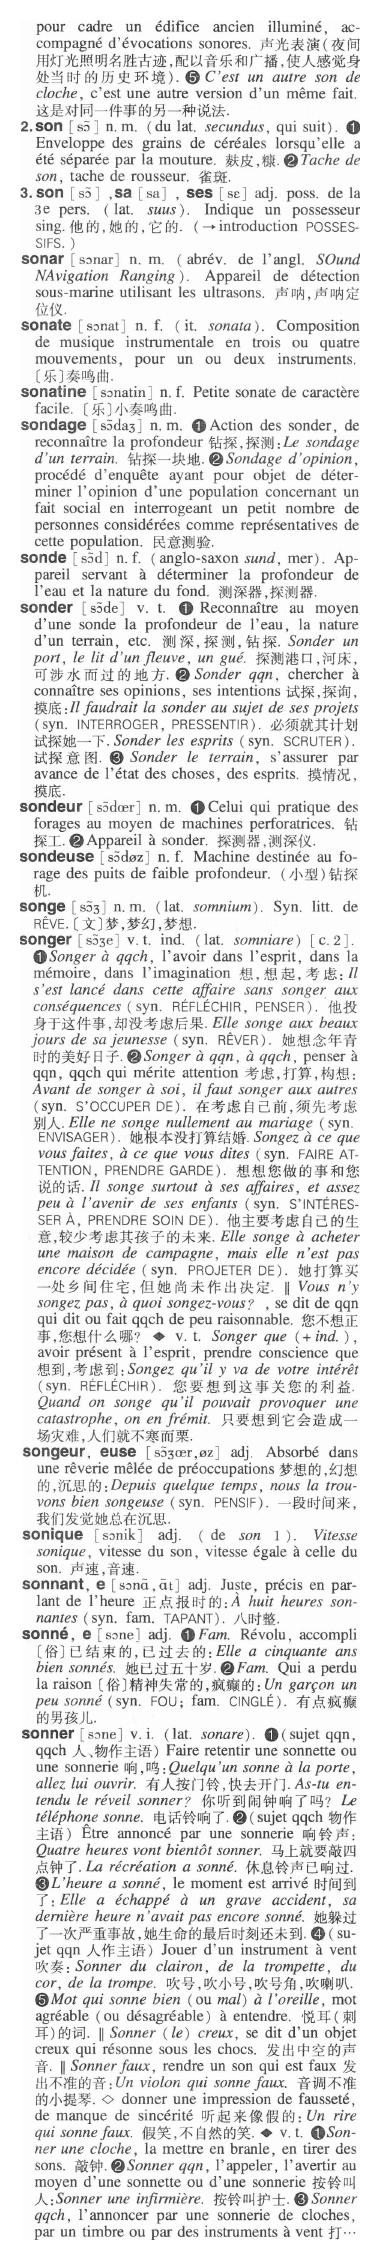 pour cadre un édifice ancien illuminé, ac-
compagné d'évocations sonores. 声光表演(夜间
用灯光照明名胜古迹,配以音乐和广播,使人感觉身
处当时的历史环境). ❺ C'est un autre son de
cloche, c'est une autre version d'un même fait.
这是对同一件事的另一种说法.
2. son [sɔ̃] n. m. (du lat. secundus, qui suit). ❶
Enveloppe des grains de céréales lorsqu'elle a
été séparée par la mouture. 麸皮,糠. ❷ Tache de
son, tache de rousseur. 雀斑.
3. son [sɔ̃] , sa [sa] , ses [sɛ] adj. poss. de la
3e pers. (lat. suus). Indique un possesseur
sing. 他的,她的,它的. (→introduction POSSES-
SIFS.)
sonar [sɔnar] n. m. (abrév. de l'angl. SOund
NAvigation Ranging). Appareil de détection
sous-marine utilisant les ultrasons. 声呐,声呐定
位仪.
sonate [sɔnat] n. f. (it. sonata). Composition
de musique instrumentale en trois ou quatre
mouvements, pour un ou deux instruments.
〔乐〕奏鸣曲.
sonatine [sɔnatin] n. f. Petite sonate de caractère
facile. 〔乐〕小奏鸣曲.
sondage [sɔ̃daʒ] n. m. ❶ Action des sonder, de
reconnaître la profondeur 钻探,探测:Le sondage
d'un terrain. 钻探一块地. ❷ Sondage d'opinion,
procédé d'enquête ayant pour objet de déter-
miner l'opinion d'une population concernant un
fait social en interrogeant un petit nombre de
personnes considérées comme représentatives de
cette population. 民意测验.
sonde [sɔ̃d] n. f. (anglo-saxon sund, mer). Ap-
pareil servant à déterminer la profondeur de
l'eau et la nature du fond. 测深器,探测器.
sonder [sɔ̃de] v. t. ❶ Reconnaître au moyen
d'une sonde la profondeur de l'eau, la nature
d'un terrain, etc. 测深,探测,钻探. Sonder un
port, le lit d'un fleuve, un gué. 探测港口,河床,
可涉水而过的地方. ❷ Sonder qqn, chercher à
connaître ses opinions, ses intentions 试探,探询,
摸底:Il faudrait la sonder au sujet de ses projets
(syn. INTERROGER, PRESSENTIR). 必须就其计划
试探她一下. Sonder les esprits (syn. SCRUTER).
试探意图. ❸ Sonder le terrain, s'assurer par
avance de l'état des choses, des esprits. 摸情况,
摸底.
sondeur [sɔ̃dœr] n. m. ❶ Celui qui pratique des
forages au moyen de machines perforatrices. 钻
探工. ❷ Appareil à sonder. 探测器,测深仪.
sondeuse [sɔ̃døz] n. f. Machine destinée au fo-
rage des puits de faible profondeur. (小型)钻探
机.
songe [sɔ̃ʒ] n. m. (lat. somnium). Syn. litt. de
RÊVE. 〔文〕梦,梦幻,梦想.
songer [sɔ̃ʒe] v. t. ind. (lat. somniare) [c. 2].
❶ Songer à qqch, l'avoir dans l'esprit, dans la
mémoire, dans l'imagination 想,想起,考虑:Il
s'est lancé dans cette affaire sans songer aux
conséquences (syn. RÉFLÉCHIR, PENSER). 他投
身于这件事,却没考虑后果. Elle songe aux beaux
jours de sa jeunesse (syn. RÊVER). 她想念年青
时的美好日子. ❷ Songer à qqn, à qqch, penser à
qqn, qqch qui mérite attention 考虑,打算,构想:
Avant de songer à soi, il faut songer aux autres
(syn. S'OCCUPER DE). 在考虑自己前,须先考虑
别人. Elle ne songe nullement au mariage (syn.
ENVISAGER). 她根本没打算结婚. Songez à ce que
vous faites, à ce que vous dites (syn. FAIRE AT-
TENTION, PRENDRE GARDE). 想想您做的事和您
说的话. Il songe surtout à ses affaires, et assez
peu à l'avenir de ses enfants (syn. S'INTÉRES-
SER À, PRENDRE SOIN DE). 他主要考虑自己的生
意,较少考虑其孩子的未来. Elle songe à acheter
une maison de campagne, mais elle n'est pas
encore décidée (syn. PROJETER DE). 她打算买
一处乡间住宅,但她尚未作出决定. ‖ Vous n'y
songez pas, à quoi songez-vous?, se dit de qqn
qui dit ou fait qqch de peu raisonnable. 您不想正
事,您想什么哪? ◆ v. t. Songer que (+ind.),
avoir présent à l'esprit, prendre conscience que
想到,考虑到:Songez qu'il y va de votre intérêt
(syn. RÉFLÉCHIR). 您要想到这事关您的利益.
Quand on songe qu'il pouvait provoquer une
catastrophe, on en frémit. 只要想到它会造成一
场灾难,人们就不寒而栗.
songeur, euse [sɔ̃ʒœr,øz] adj. Absorbé dans
une rêverie mêlée de préoccupations 梦想的,幻想
的,沉思的:Depuis quelque temps, nous la trou-
vons bien songeuse (syn. PENSIF). 一段时间来,
我们发觉她总在沉思.
sonique [sɔnik] adj. (de son 1). Vitesse
sonique, vitesse du son, vitesse égale à celle du
son. 声速,音速.
sonnant, e [sɔnɑ̃, ɑ̃t] adj. Juste, précis en par-
lant de l'heure 正点报时的:À huit heures son-
nantes (syn. fam. TAPANT). 八时整.
sonné, e [sɔne] adj. ❶ Fam. Révolu, accompli
〔俗〕已结束的,已过去的:Elle a cinquante ans
bien sonnés. 她已过五十岁. ❷ Fam. Qui a perdu
la raison 〔俗〕精神失常的,疯癫的:Un garçon un
peu sonné (syn. FOU; fam. CINGLÉ). 有点疯癫
的男孩儿.
sonner [sɔne] v. i. (lat. sonare). ❶ (sujet qqn,
qqch 人、物作主语) Faire retentir une sonnette ou
une sonnerie 响,鸣:Quelqu'un sonne à la porte,
allez lui ouvrir. 有人按门铃,快去开门. As-tu en-
tendu le réveil sonner? 你听到闹钟响了吗? Le
téléphone sonne. 电话铃响了. ❷ (sujet qqch 物作
主语) Être annoncé par une sonnerie 响铃声:
Quatre heures vont bientôt sonner. 马上就要敲四
点钟了. La récréation a sonné. 休息铃声已响过.
❸ L'heure a sonné, le moment est arrivé 时间到
了:Elle a échappé à un grave accident, sa
dernière heure n'avait pas encore sonné. 她躲过
了一次严重事故,她生命的最后时刻还未到. ❹ (su-
jet qqn 人作主语) Jouer d'un instrument à vent
吹奏:Sonner du clairon, de la trompette, du
cor, de la trompe. 吹号,吹小号,吹号角,吹喇叭.
❺ Mot qui sonne bien (ou mal) à l'oreille, mot
agréable (ou désagréable) à entendre. 悦耳(刺
耳)的词. ‖ Sonner (le) creux, se dit d'un objet
creux qui résonne sous les chocs. 发出中空的声
音. ‖ Sonner faux, rendre un son qui est faux 发
出不准的音:Un violon qui sonne faux. 音调不准
的小提琴. ◇ donner une impression de fausseté,
de manque de sincérité 听起来像假的:Un rire
qui sonne faux. 假笑,不自然的笑. ◆ v. t. ❶ Son-
ner une cloche, la mettre en branle, en tirer des
sons. 敲钟. ❷ Sonner qqn, l'appeler, l'avertir au
moyen d'une sonnette ou d'une sonnerie 按铃叫
人:Sonner une infirmière. 按铃叫护士. ❸ Sonner
qqch, l'annoncer par une sonnerie de cloches,
par un timbre ou par des instruments à vent 打…